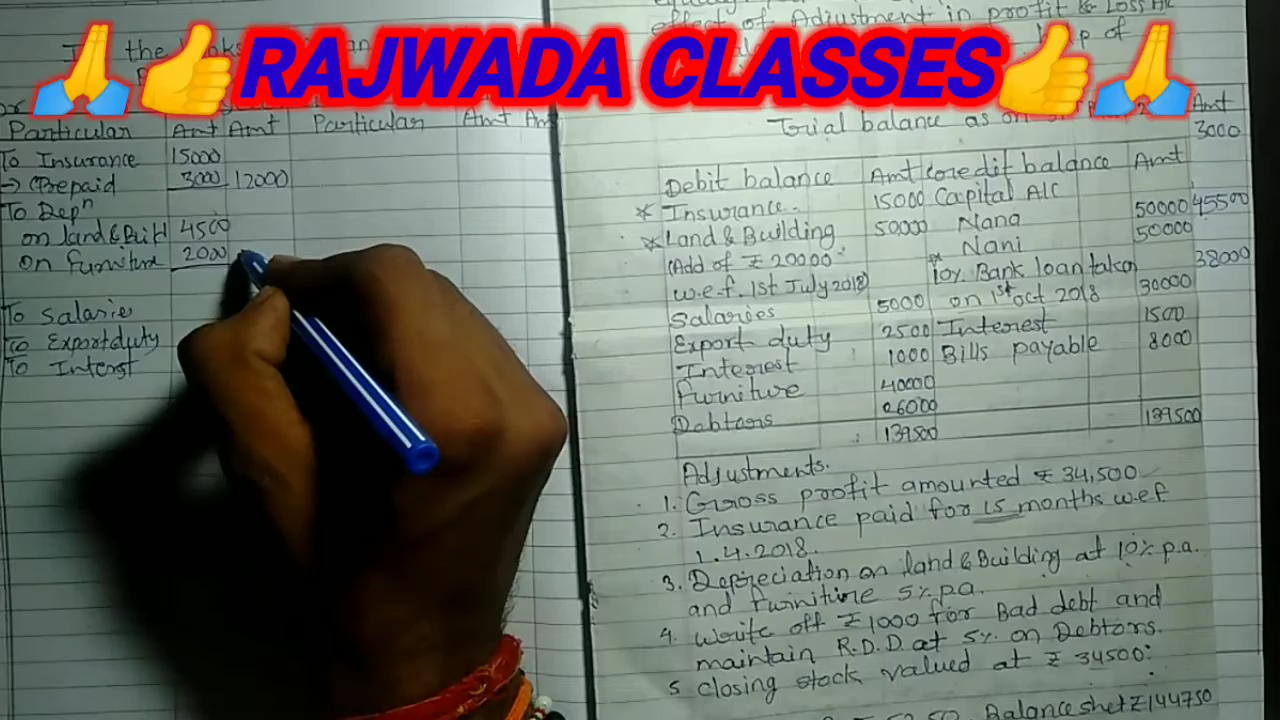 RAJWADA CLASSES
the
effect of Adjustment in profit & Loss A/c
of
Particular Amt Amt Particular Amt Am
To Insurance 15000
→ (Prepaid 3000 12000
To Depn
on land & Build 4500
on furniture 2000
To Salaries
To Export duty
To Interst
Trial balance as on
Amt
3000
45500
38000
Debit balance Amt credit balance Amt
* Insurance. 15000 Capital A/C
* Land & Building 50000 Nana 50000
(Add of ₹ 20000 Nani 50000
w.e.f. 1st July 2018) 10% Bank loan taken
Salaries 5000 on 1st oct 2018 30000
Export duty 2500 Interest 1500
Interest 1000 Bills payable 8000
furniture 40000
Debtors 26000
139500 139500
Adjustments.
1. Gross profit amounted ₹ 34,500
2. Insurance paid for 15 months w.e.f
1.4.2018.
3. Depreciation on land & Building at 10% p.a.
and furniture 5% p.a.
4. write off ₹ 1000 for Bad debt and
maintain R.D.D at 5% on Debtors.
5 closing stock valued at ₹ 34500.
Balance sheet ₹ 144750